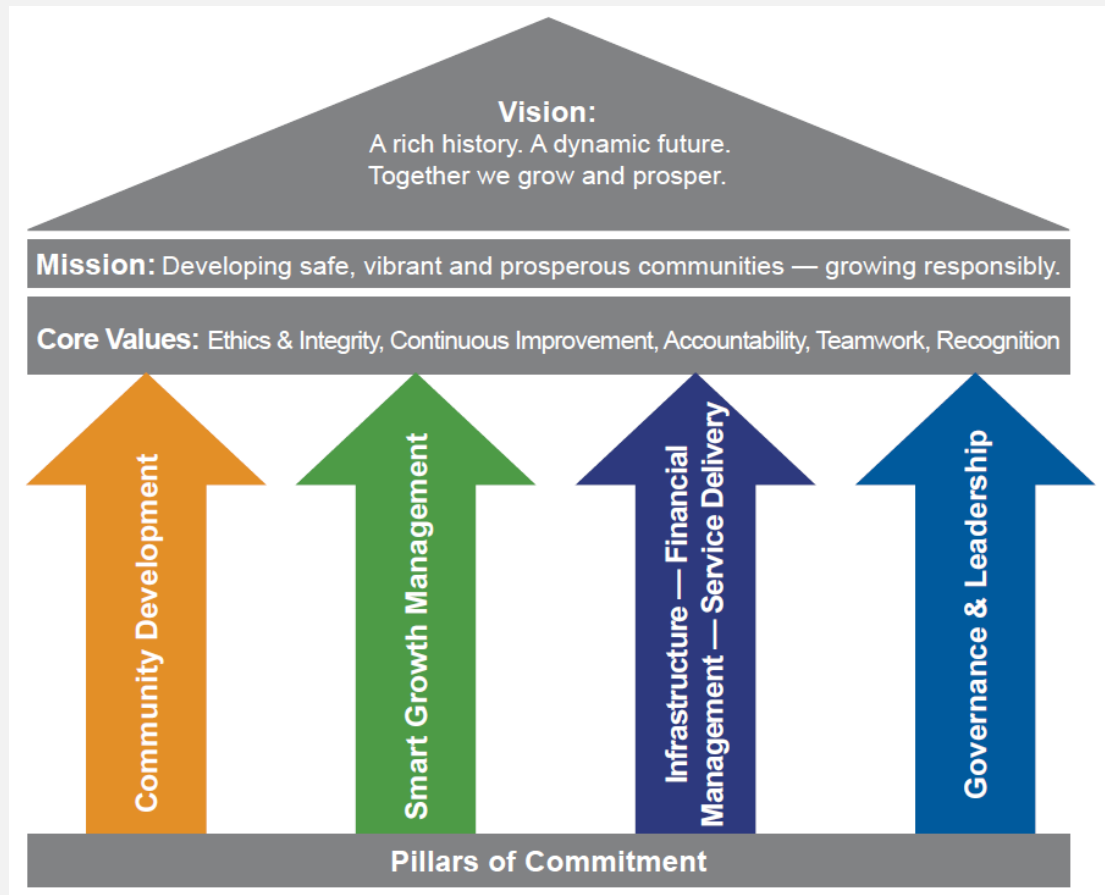 Vision:
A rich history. A dynamic future.
Together we grow and prosper.
Mission: Developing safe, vibrant and prosperous communities — growing responsibly.
Core Values: Ethics & Integrity, Continuous Improvement, Accountability, Teamwork, Recognition
Community Development
Smart Growth Management
Infrastructure — Financial
Management — Service Delivery
Governance & Leadership
Pillars of Commitment